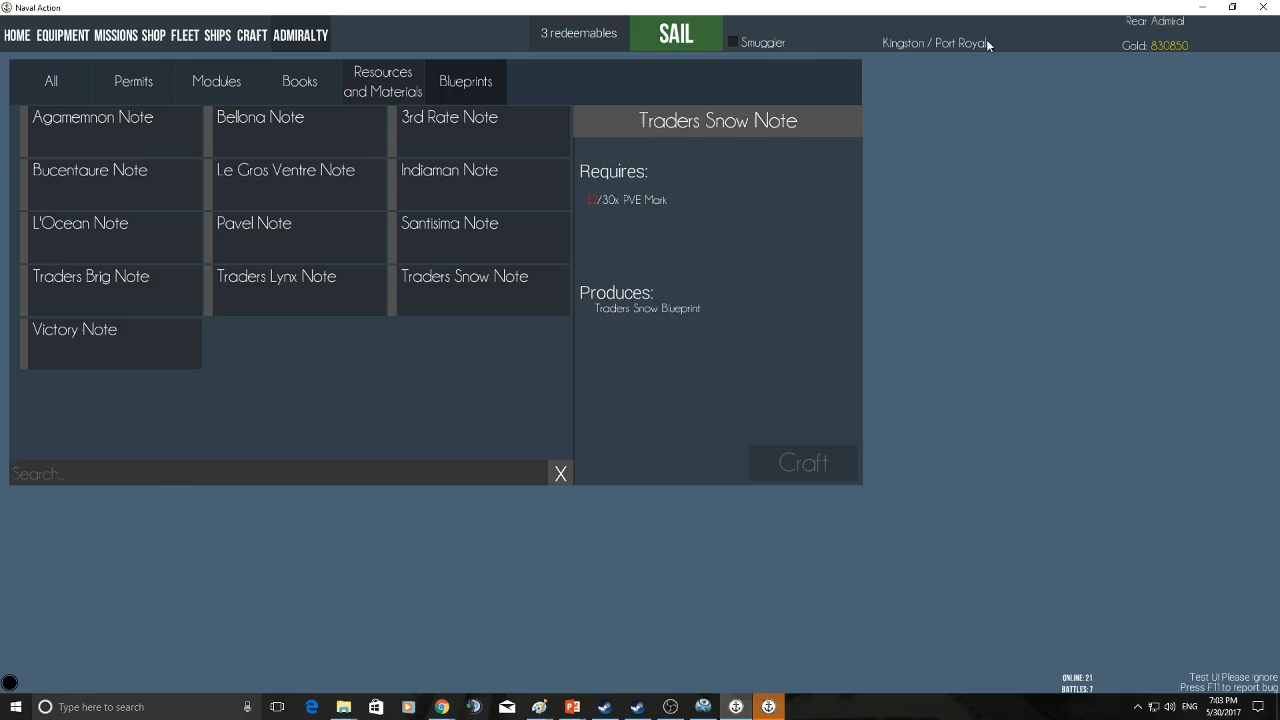 Naval Action
HOME EQUIPMENT MISSIONS SHOP FLEET SHIPS CRAFT ADMIRALTY
3 redeemables
SAIL
Smuggler
Kingston / Port Royal
Rear Admiral
Gold: 830850
All
Permits
Modules
Books
Resources
and Materials
Blueprints
Agamemnon Note
Bellona Note
3rd Rate Note
Bucentaure Note
Le Gros Ventre Note
Indiaman Note
L'Ocean Note
Pavel Note
Santisima Note
Traders Brig Note
Traders Lynx Note
Traders Snow Note
Victory Note
Traders Snow Note
Requires:
/30x PVE Mark
Produces:
Traders Snow Blueprint
Craft
Search...
X
ONLINE: 21
BATTLES: 7
Test UI Please Ignore
Press F11 to report bug
Type here to search
ENG
7:03 PM
5/30/2017